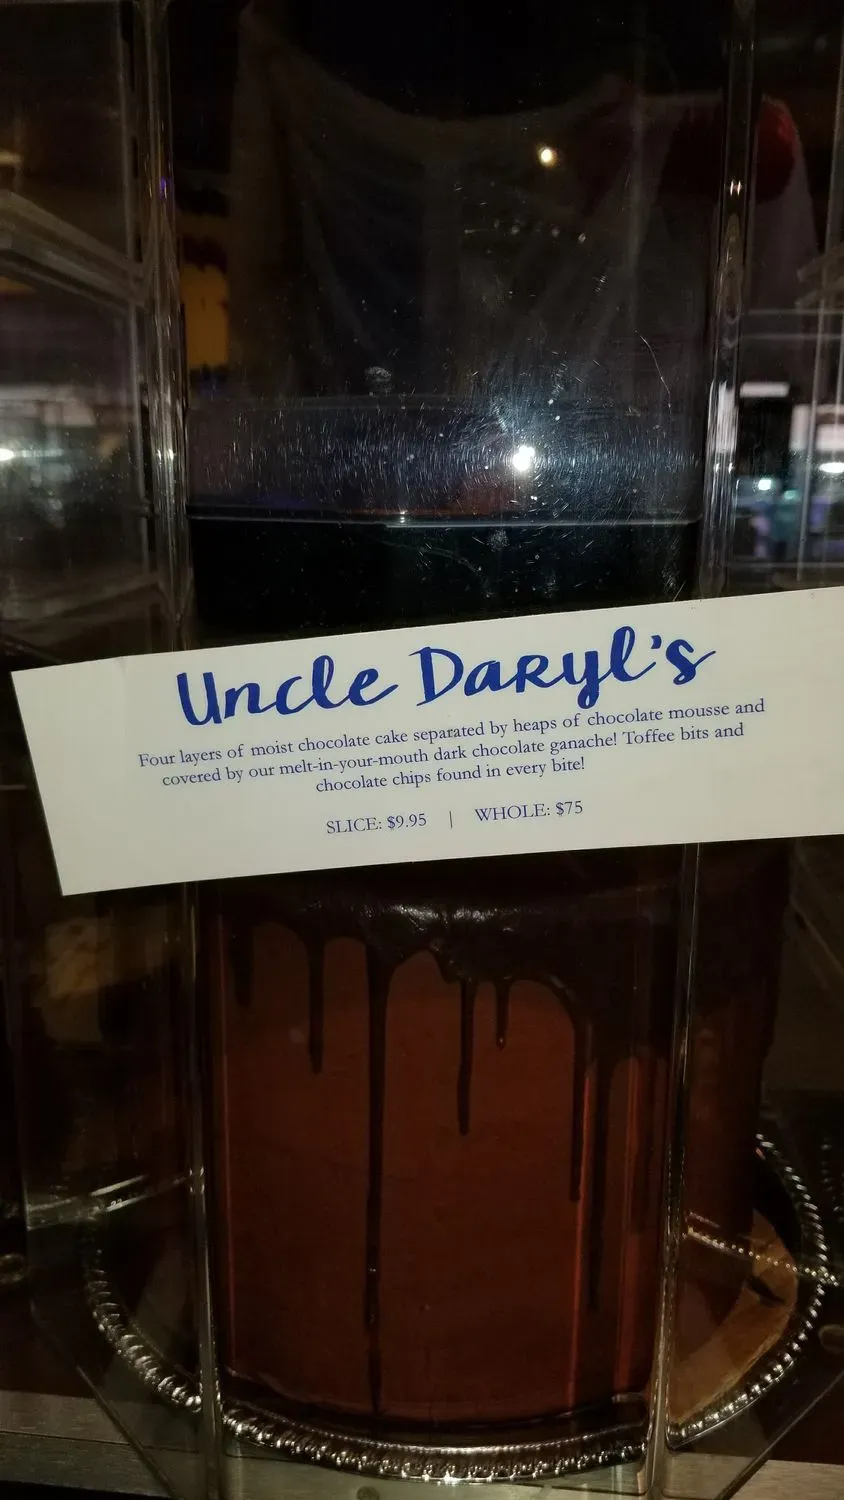 Uncle Daryl's
Four layers of moist chocolate cake separated by heaps of chocolate mousse and
covered by our melt-in-your-mouth dark chocolate ganache! Toffee bits and
chocolate chips found in every bite!
SLICE: $9.95 | WHOLE: $75